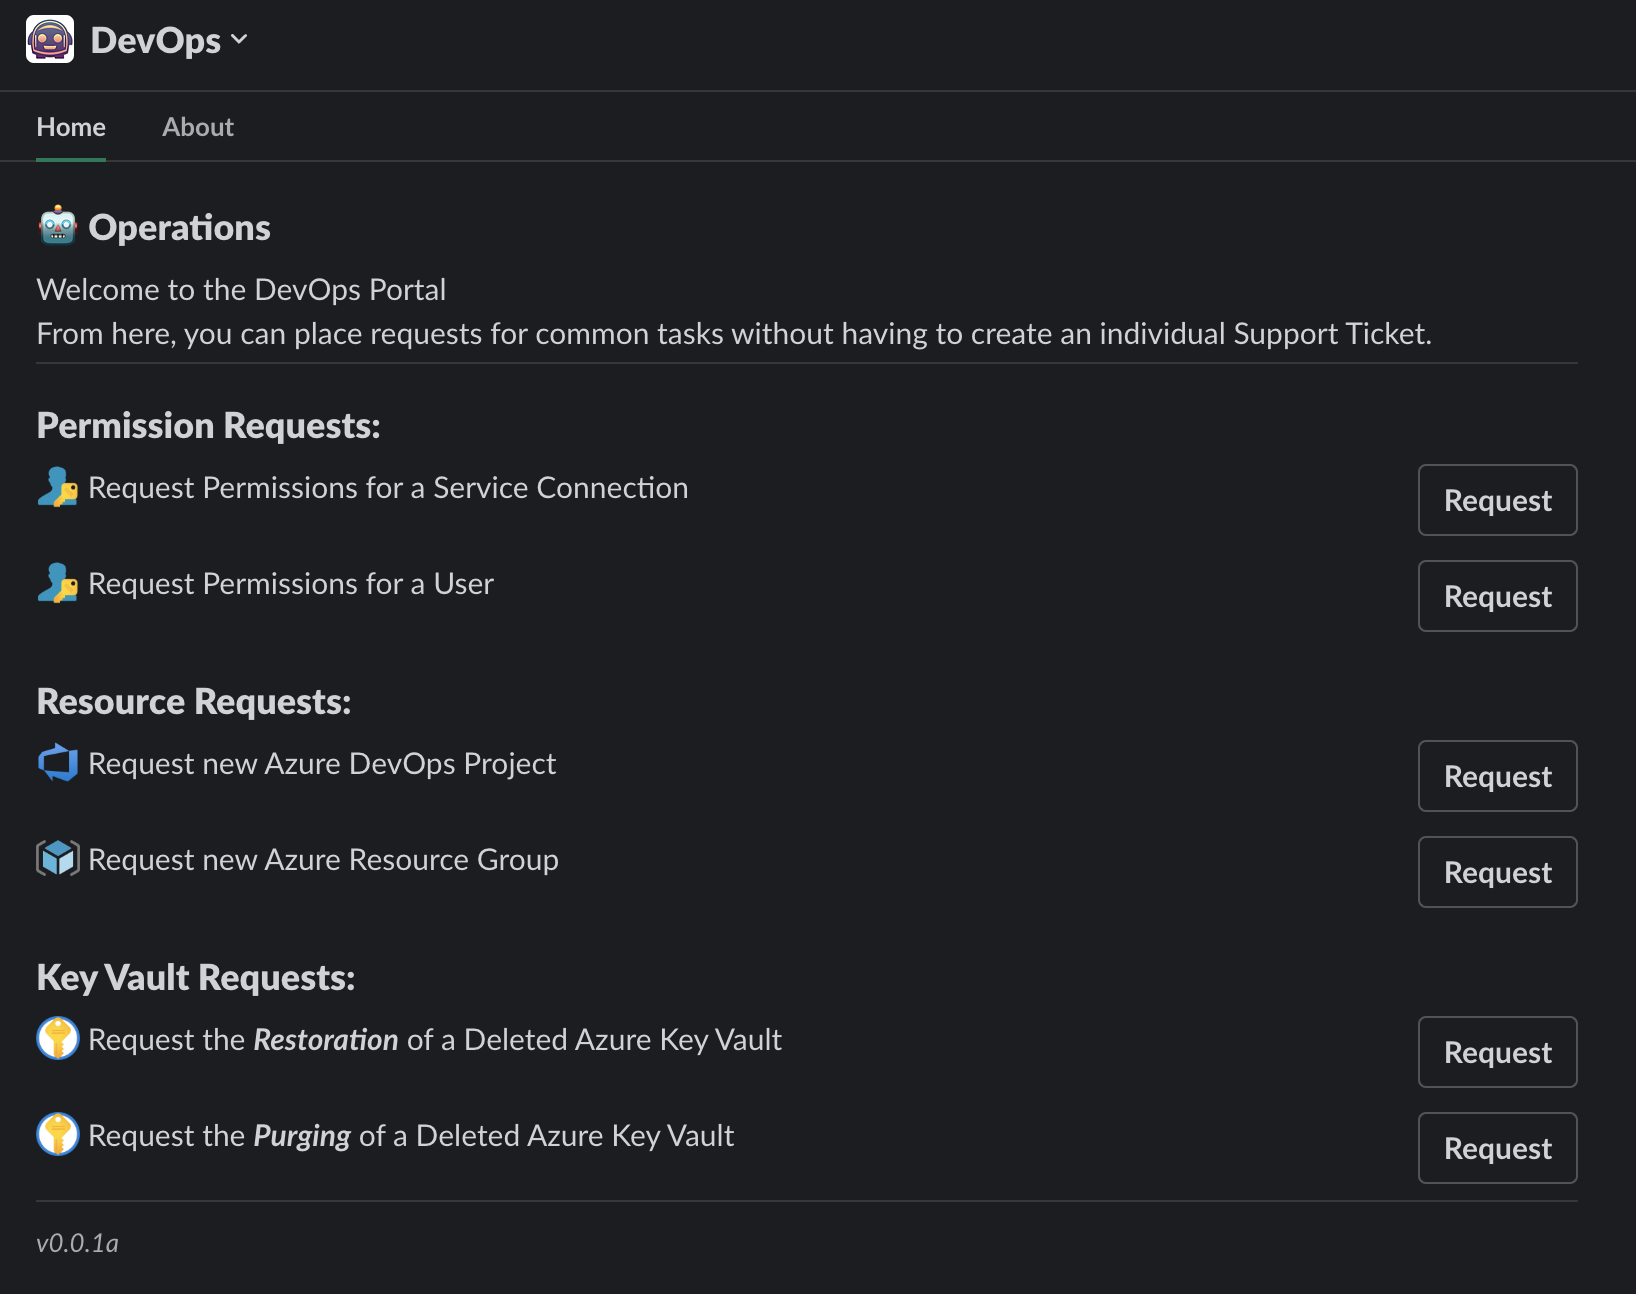 DevOps
Home About
Operations
Welcome to the DevOps Portal
From here, you can place requests for common tasks without having to create an individual Support Ticket.
Permission Requests:
Request Permissions for a Service Connection
Request
Request Permissions for a User
Request
Resource Requests:
Request new Azure DevOps Project
Request
Request new Azure Resource Group
Request
Key Vault Requests:
Request the Restoration of a Deleted Azure Key Vault
Request
Request the Purging of a Deleted Azure Key Vault
Request
v0.0.1a